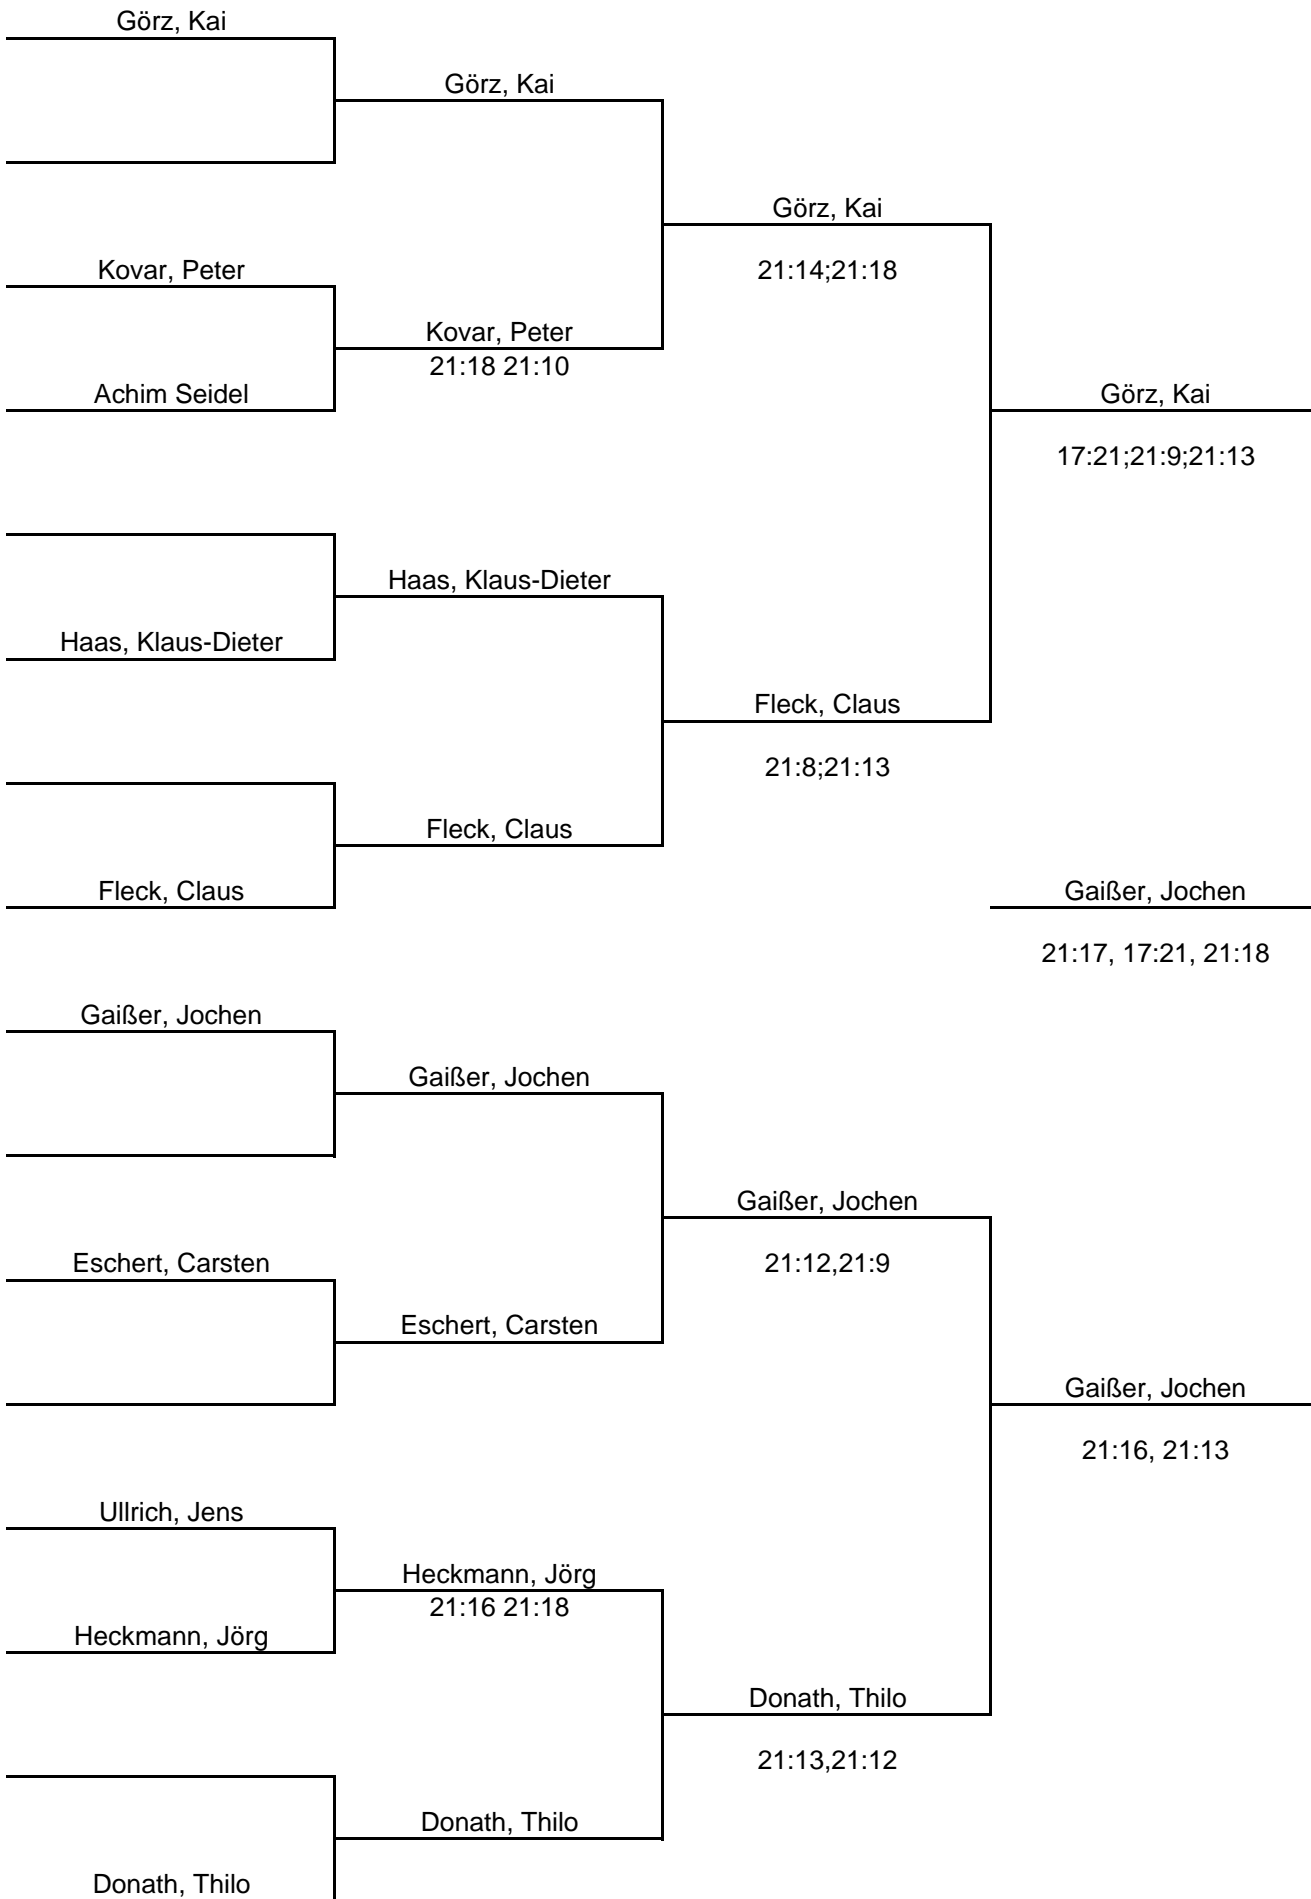 Görz, Kai
Görz, Kai
Görz, Kai
Kovar, Peter
21:14;21:18
Kovar, Peter
21:18 21:10
Achim Seidel
Görz, Kai
17:21;21:9;21:13
Haas, Klaus-Dieter
Haas, Klaus-Dieter
Fleck, Claus
21:8;21:13
Fleck, Claus
Fleck, Claus
Gaißer, Jochen
21:17, 17:21, 21:18
Gaißer, Jochen
Gaißer, Jochen
Gaißer, Jochen
Eschert, Carsten
21:12,21:9
Eschert, Carsten
Gaißer, Jochen
21:16, 21:13
Ullrich, Jens
Heckmann, Jörg
21:16 21:18
Heckmann, Jörg
Donath, Thilo
21:13,21:12
Donath, Thilo
Donath, Thilo